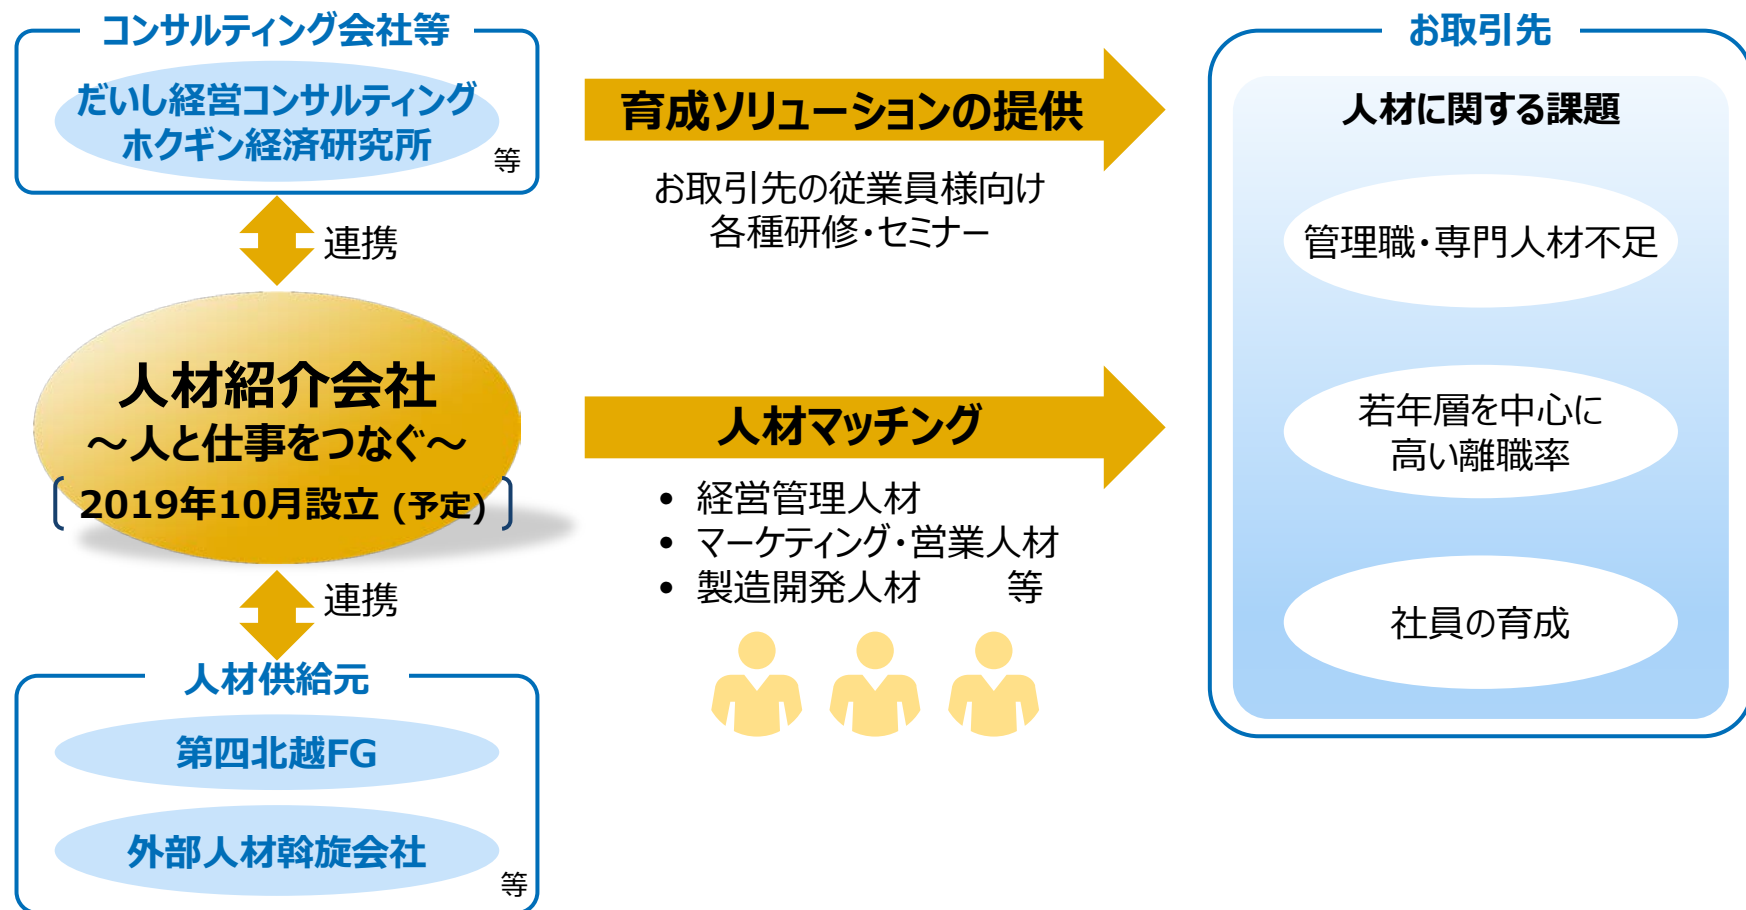 コンサルティング会社等
だいし経営コンサルティング
ホクギン経済研究所
等
連携
人材紹介会社
～人と仕事をつなぐ～
2019年10月設立 (予定)
連携
人材供給元
第四北越FG
外部人材斡旋会社
等
育成ソリューションの提供
お取引先の従業員様向け
各種研修・セミナー
人材マッチング
• 経営管理人材
• マーケティング・営業人材
• 製造開発人材 等
お取引先
人材に関する課題
管理職・専門人材不足
若年層を中心に
高い離職率
社員の育成